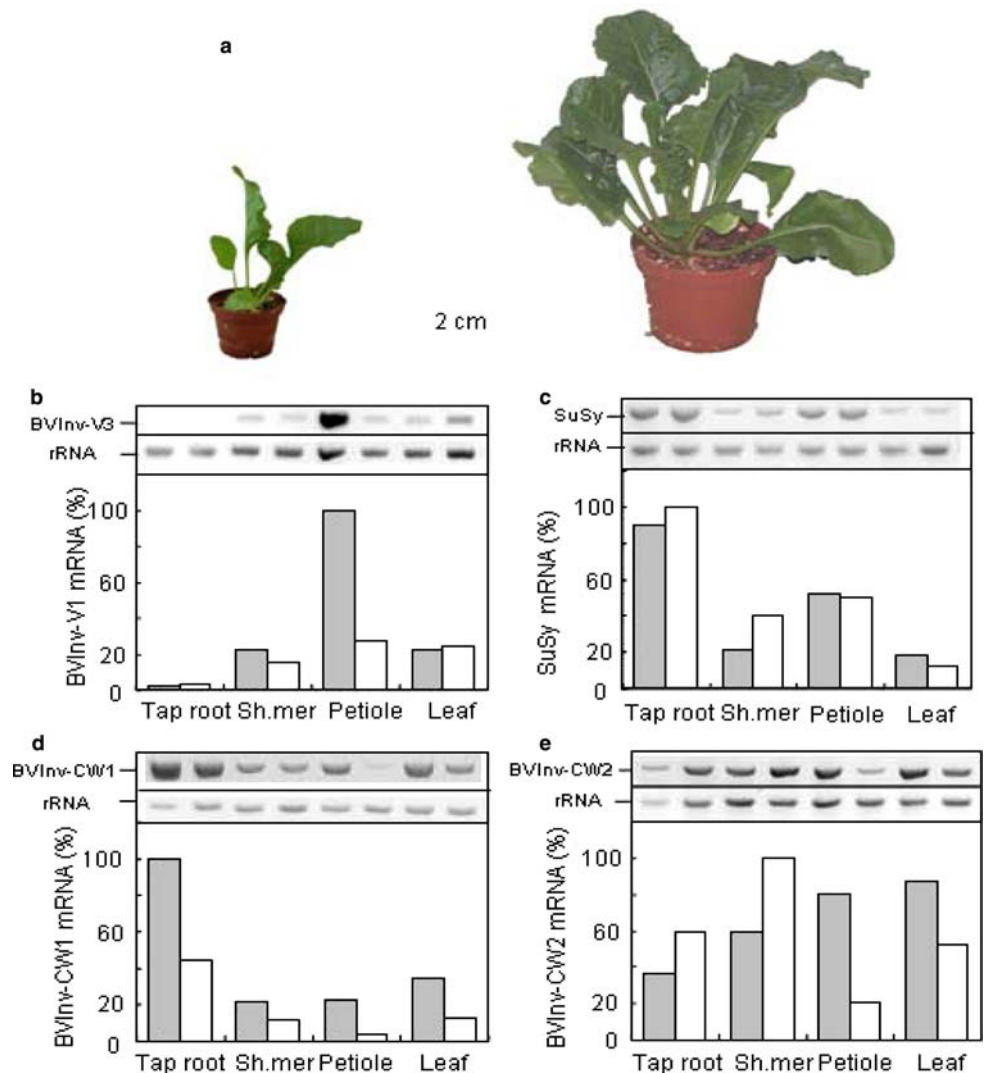 a
2 cm
b
BVInv-V3
rRNA
BVInv-V1 mRNA (%)
100
60
20
0
Tap root Sh.mer Petiole Leaf
c
SuSy
rRNA
SuSy mRNA (%)
100
60
20
0
Tap root Sh.mer Petiole Leaf
d
BVInv-CW1
rRNA
BVInv-CW1 mRNA (%)
100
60
20
0
Tap root Sh.mer Petiole Leaf
e
BVInv-CW2
rRNA
BVInv-CW2 mRNA (%)
100
60
20
0
Tap root Sh.mer Petiole Leaf